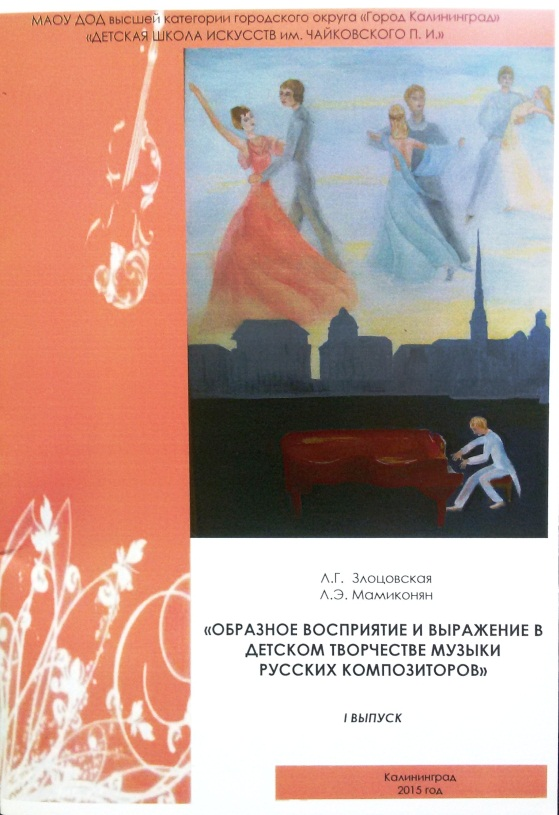 МАОУ ДОД высшей категории городского округа «Город Калининград»
«ДЕТСКАЯ ШКОЛА ИСКУССТВ им. ЧАЙКОВСКОГО П. И.»
Л.Г. Злоцовская
Л.Э. Мамиконян
«ОБРАЗНОЕ ВОСПРИЯТИЕ И ВЫРАЖЕНИЕ В
ДЕТСКОМ ТВОРЧЕСТВЕ МУЗЫКИ
РУССКИХ КОМПОЗИТОРОВ»
I ВЫПУСК
Калининград
2015 год